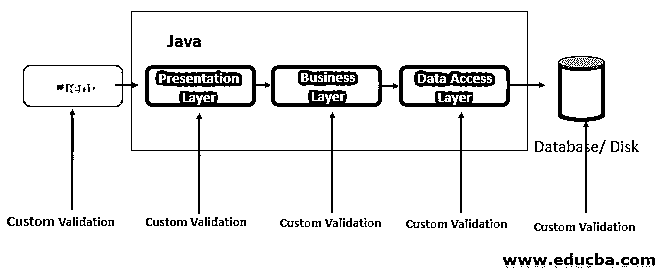 Java
Presentation
Layer
Business
Layer
Data Access
Layer
Database/ Disk
Custom Validation
Custom Validation
Custom Validation
Custom Validation
Custom Validation
www.educba.com